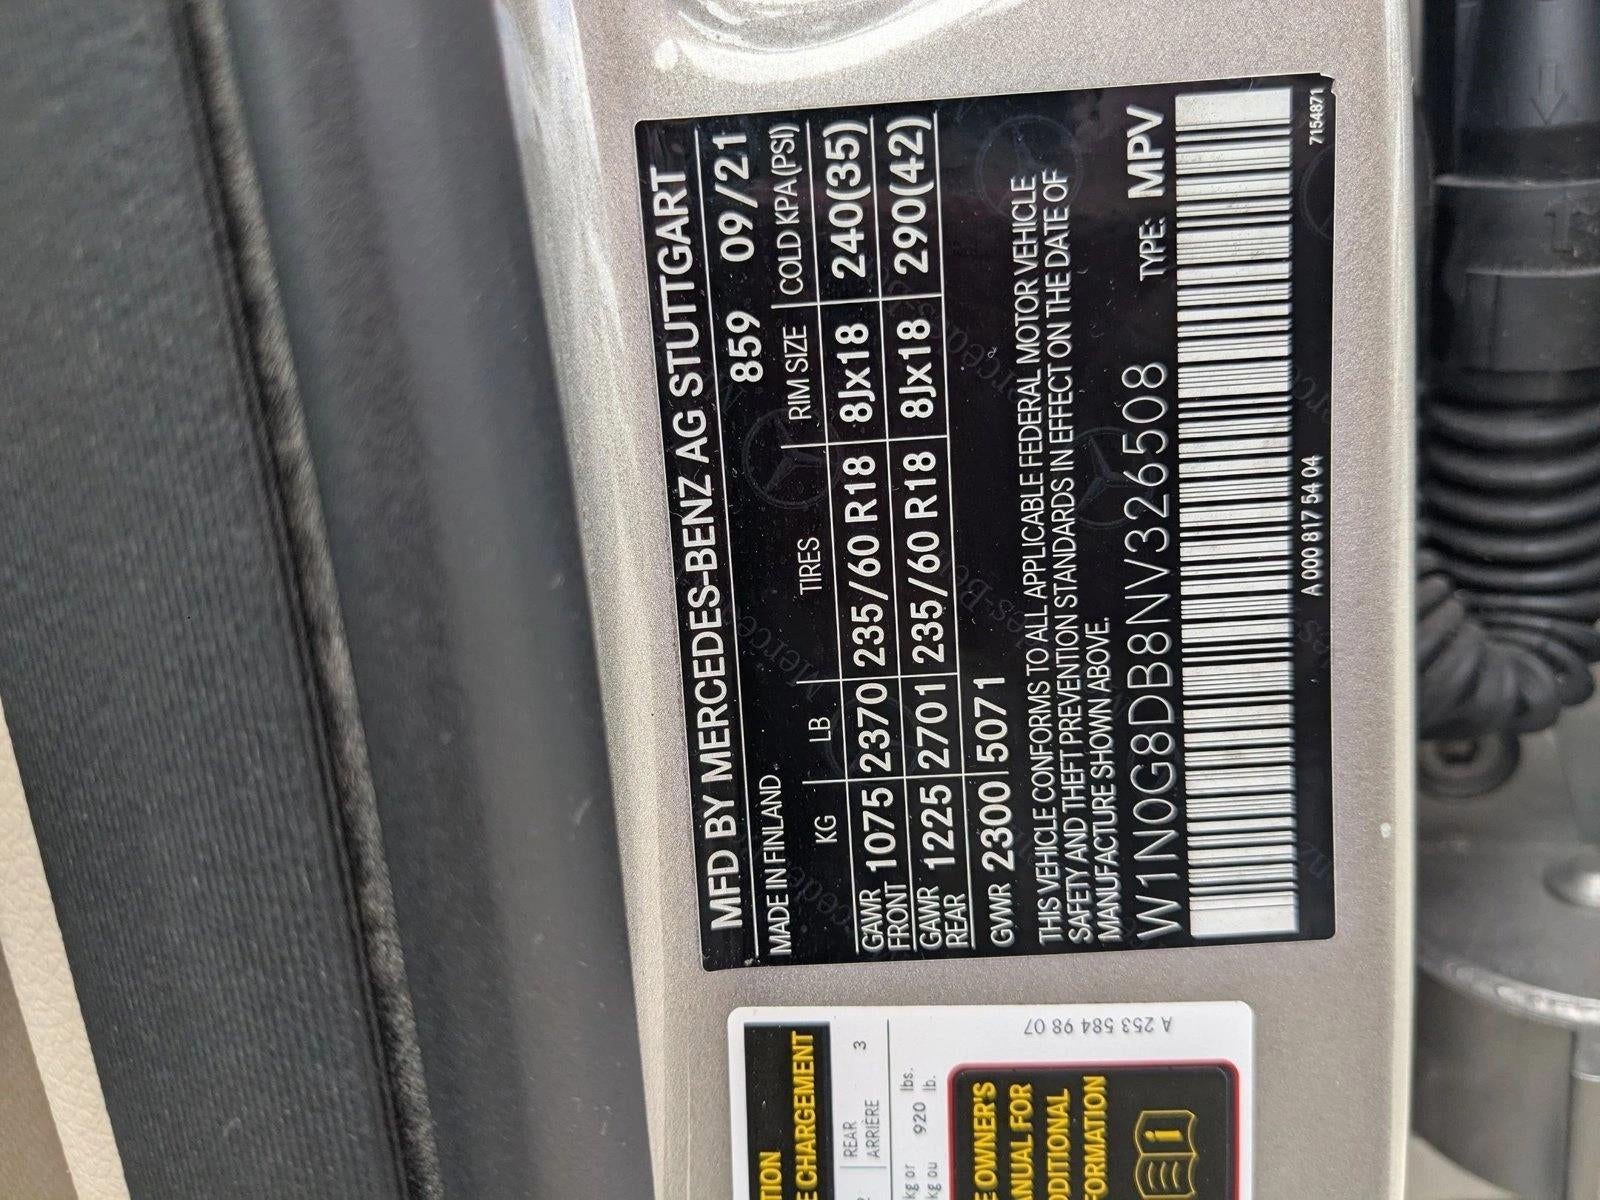 MFD BY MERCEDES-BENZ AG STUTTGART
MADE IN FINLAND 859 09/21
KG LB TIRES RIM SIZE COLD KPA (PSI)
GAWR FRONT 1075 2370 235/60 R18 8Jx18 240(35)
GAWR REAR 1225 2701 235/60 R18 8Jx18 290(42)
GVWR 2300 5071
THIS VEHICLE CONFORMS TO ALL APPLICABLE FEDERAL MOTOR VEHICLE
SAFETY AND THEFT PREVENTION STANDARDS IN EFFECT ON THE DATE OF
MANUFACTURE SHOWN ABOVE.
W1N0G8DB8NV326508 TYPE: MPV
A 000 817 54 04 7154871
A 253 584 98 07
CHARGEMENT
REAR 3
ARRIÈRE
kg or 920 lbs.
kg ou lb.
OWNER'S
FOR